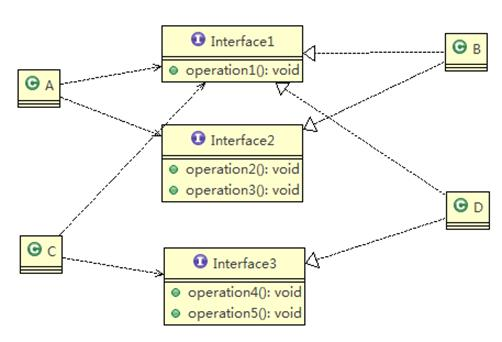 I Interface1
operation1(): void
C B
C A
I Interface2
operation2(): void
operation3(): void
C D
C C
I Interface3
operation4(): void
operation5(): void